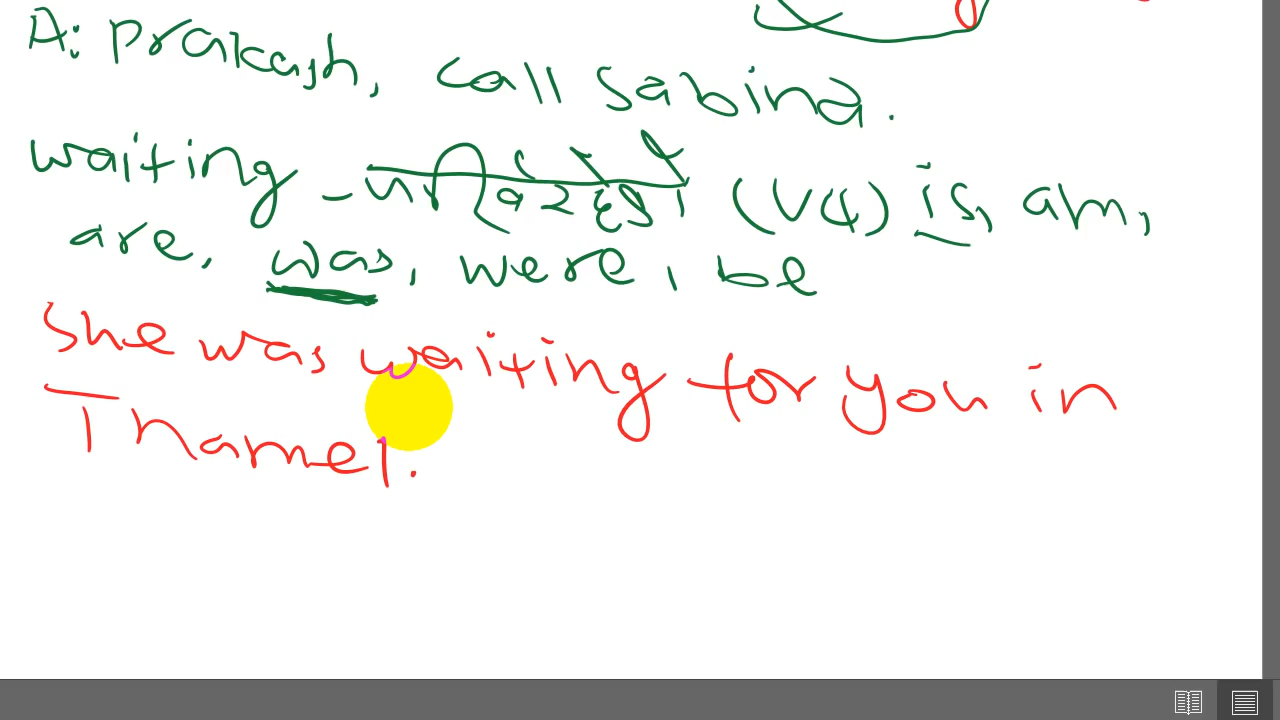 A: Prakash, call Sabina.
waiting - (V4) is, am,
are, was, were, be
She was waiting for you in
Thamel.